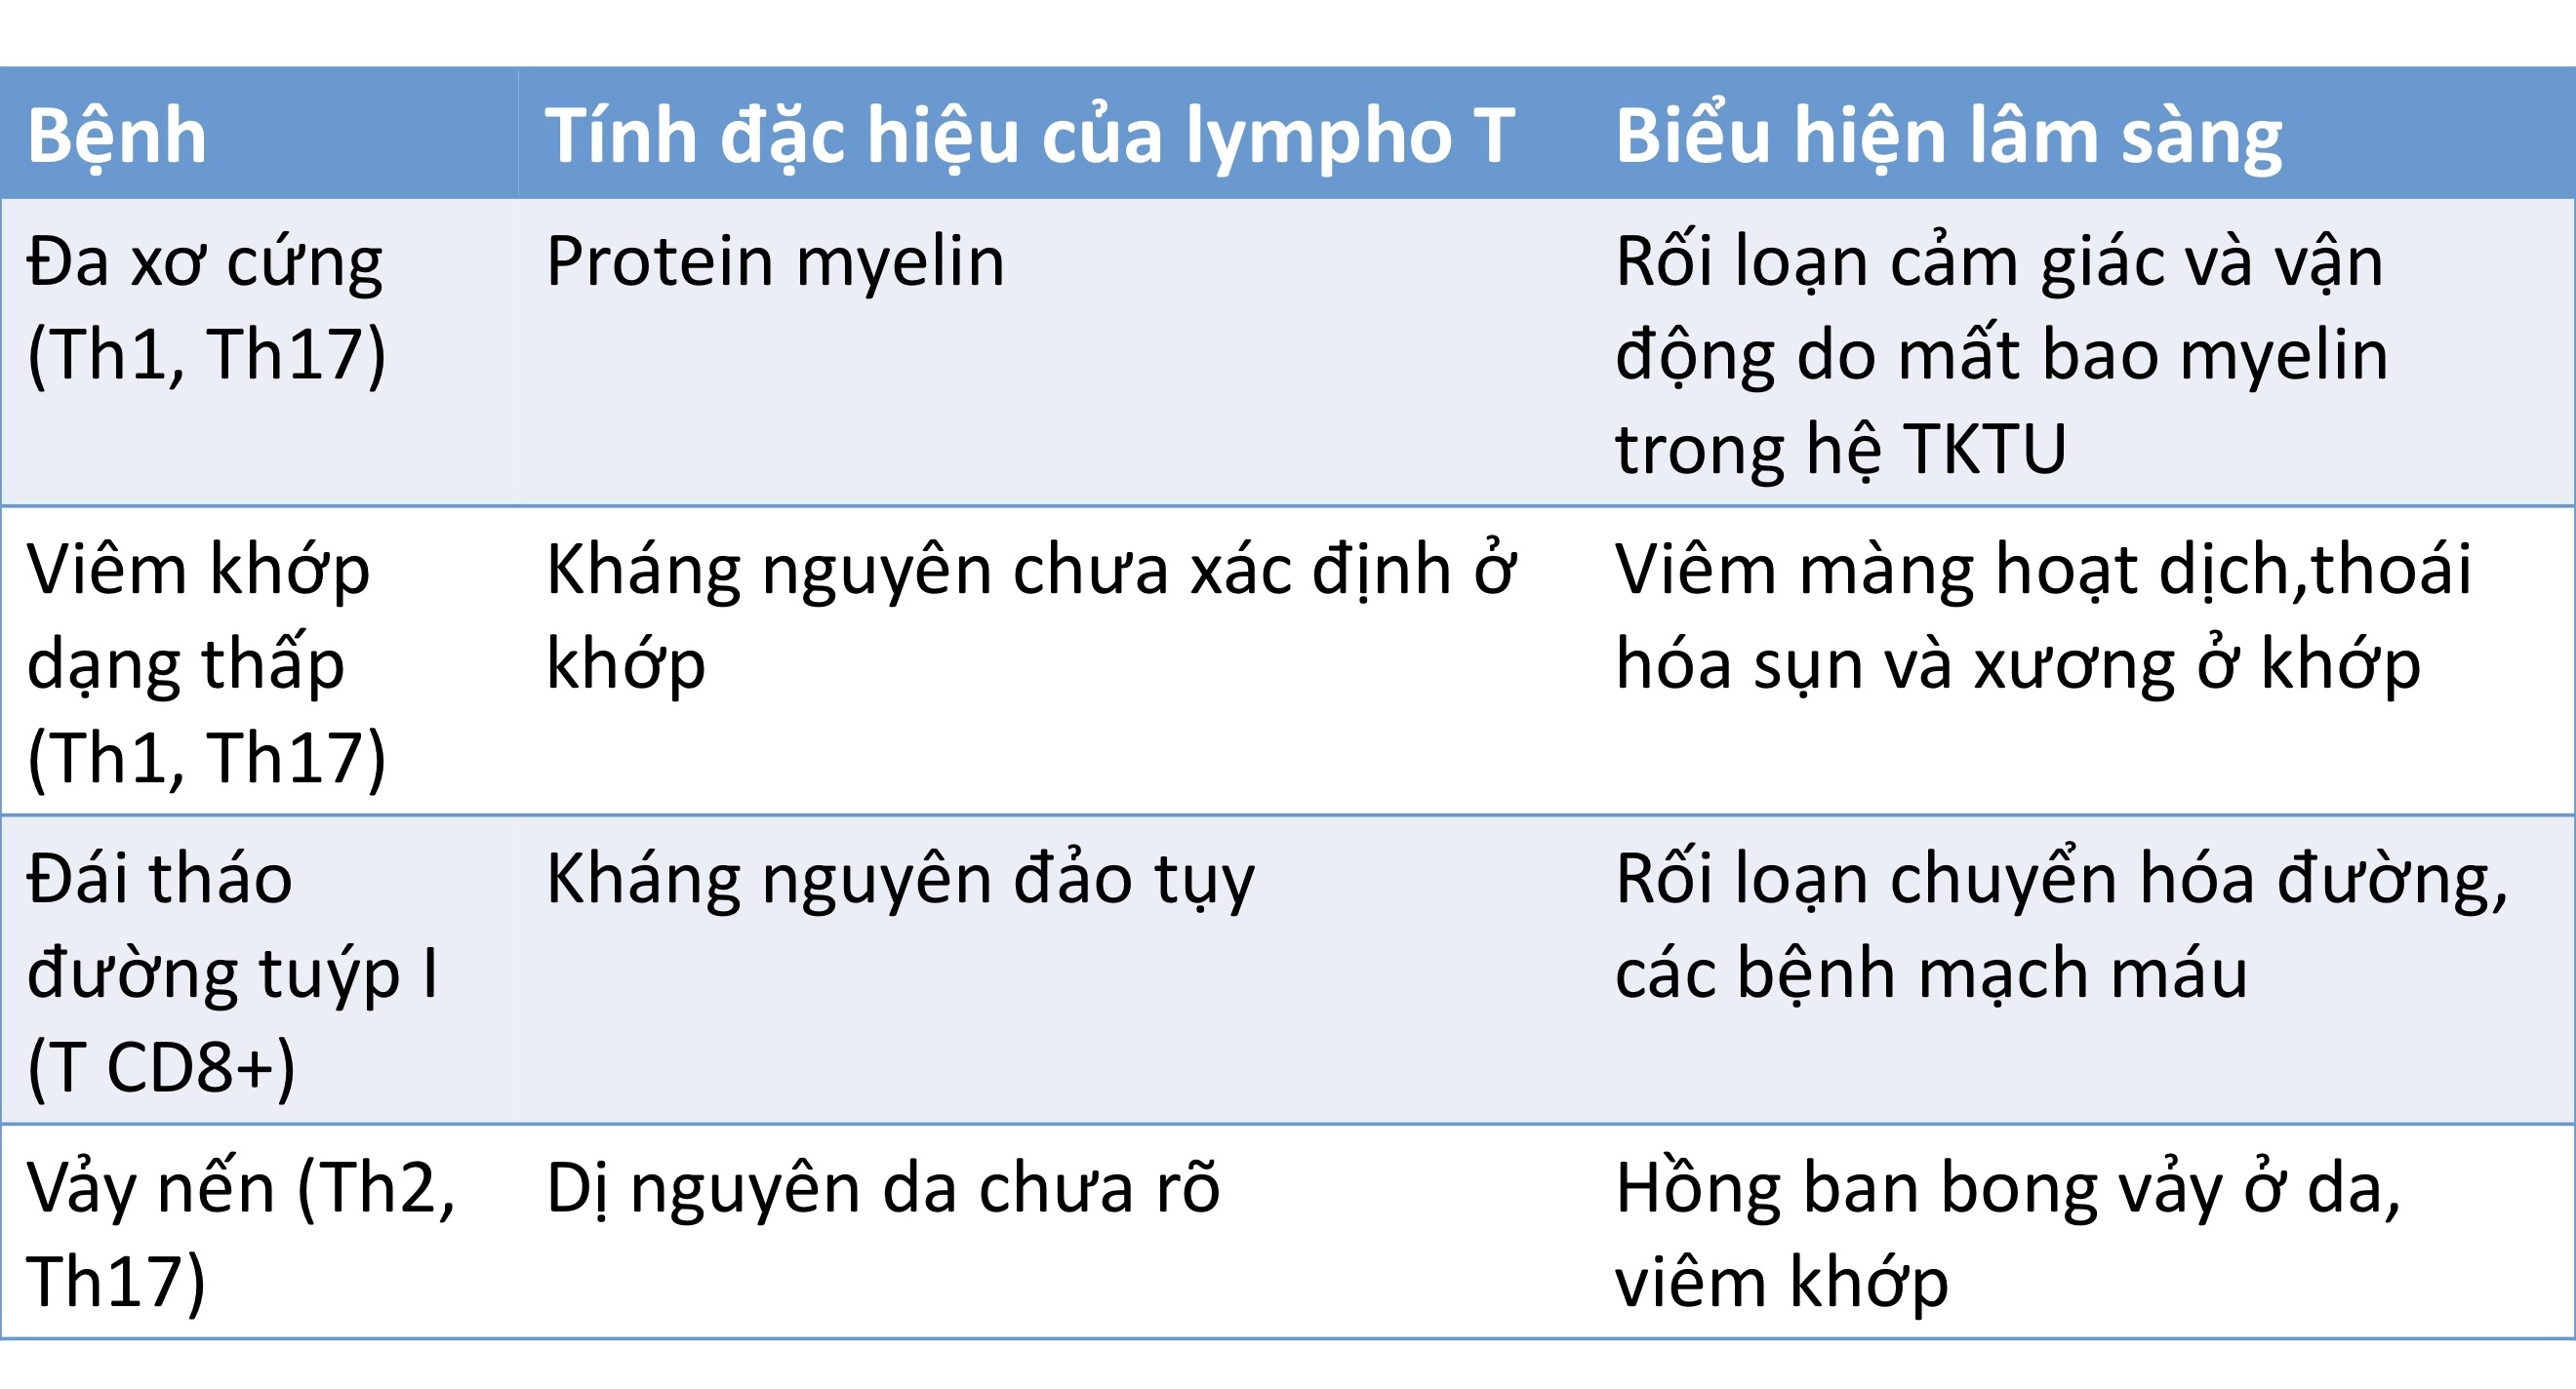 Bệnh
Tính đặc hiệu của lympho T
Biểu hiện lâm sàng
Đa xơ cứng
(Th1, Th17)
Protein myelin
Rối loạn cảm giác và vận
động do mất bao myelin
trong hệ TKTU
Viêm khớp
dạng thấp
(Th1, Th17)
Kháng nguyên chưa xác định ở
khớp
Viêm màng hoạt dịch,thoái
hóa sụn và xương ở khớp
Đái tháo
đường tuýp I
(T CD8+)
Kháng nguyên đảo tụy
Rối loạn chuyển hóa đường,
các bệnh mạch máu
Vảy nến (Th2,
Th17)
Dị nguyên da chưa rõ
Hồng ban bong vảy ở da,
viêm khớp